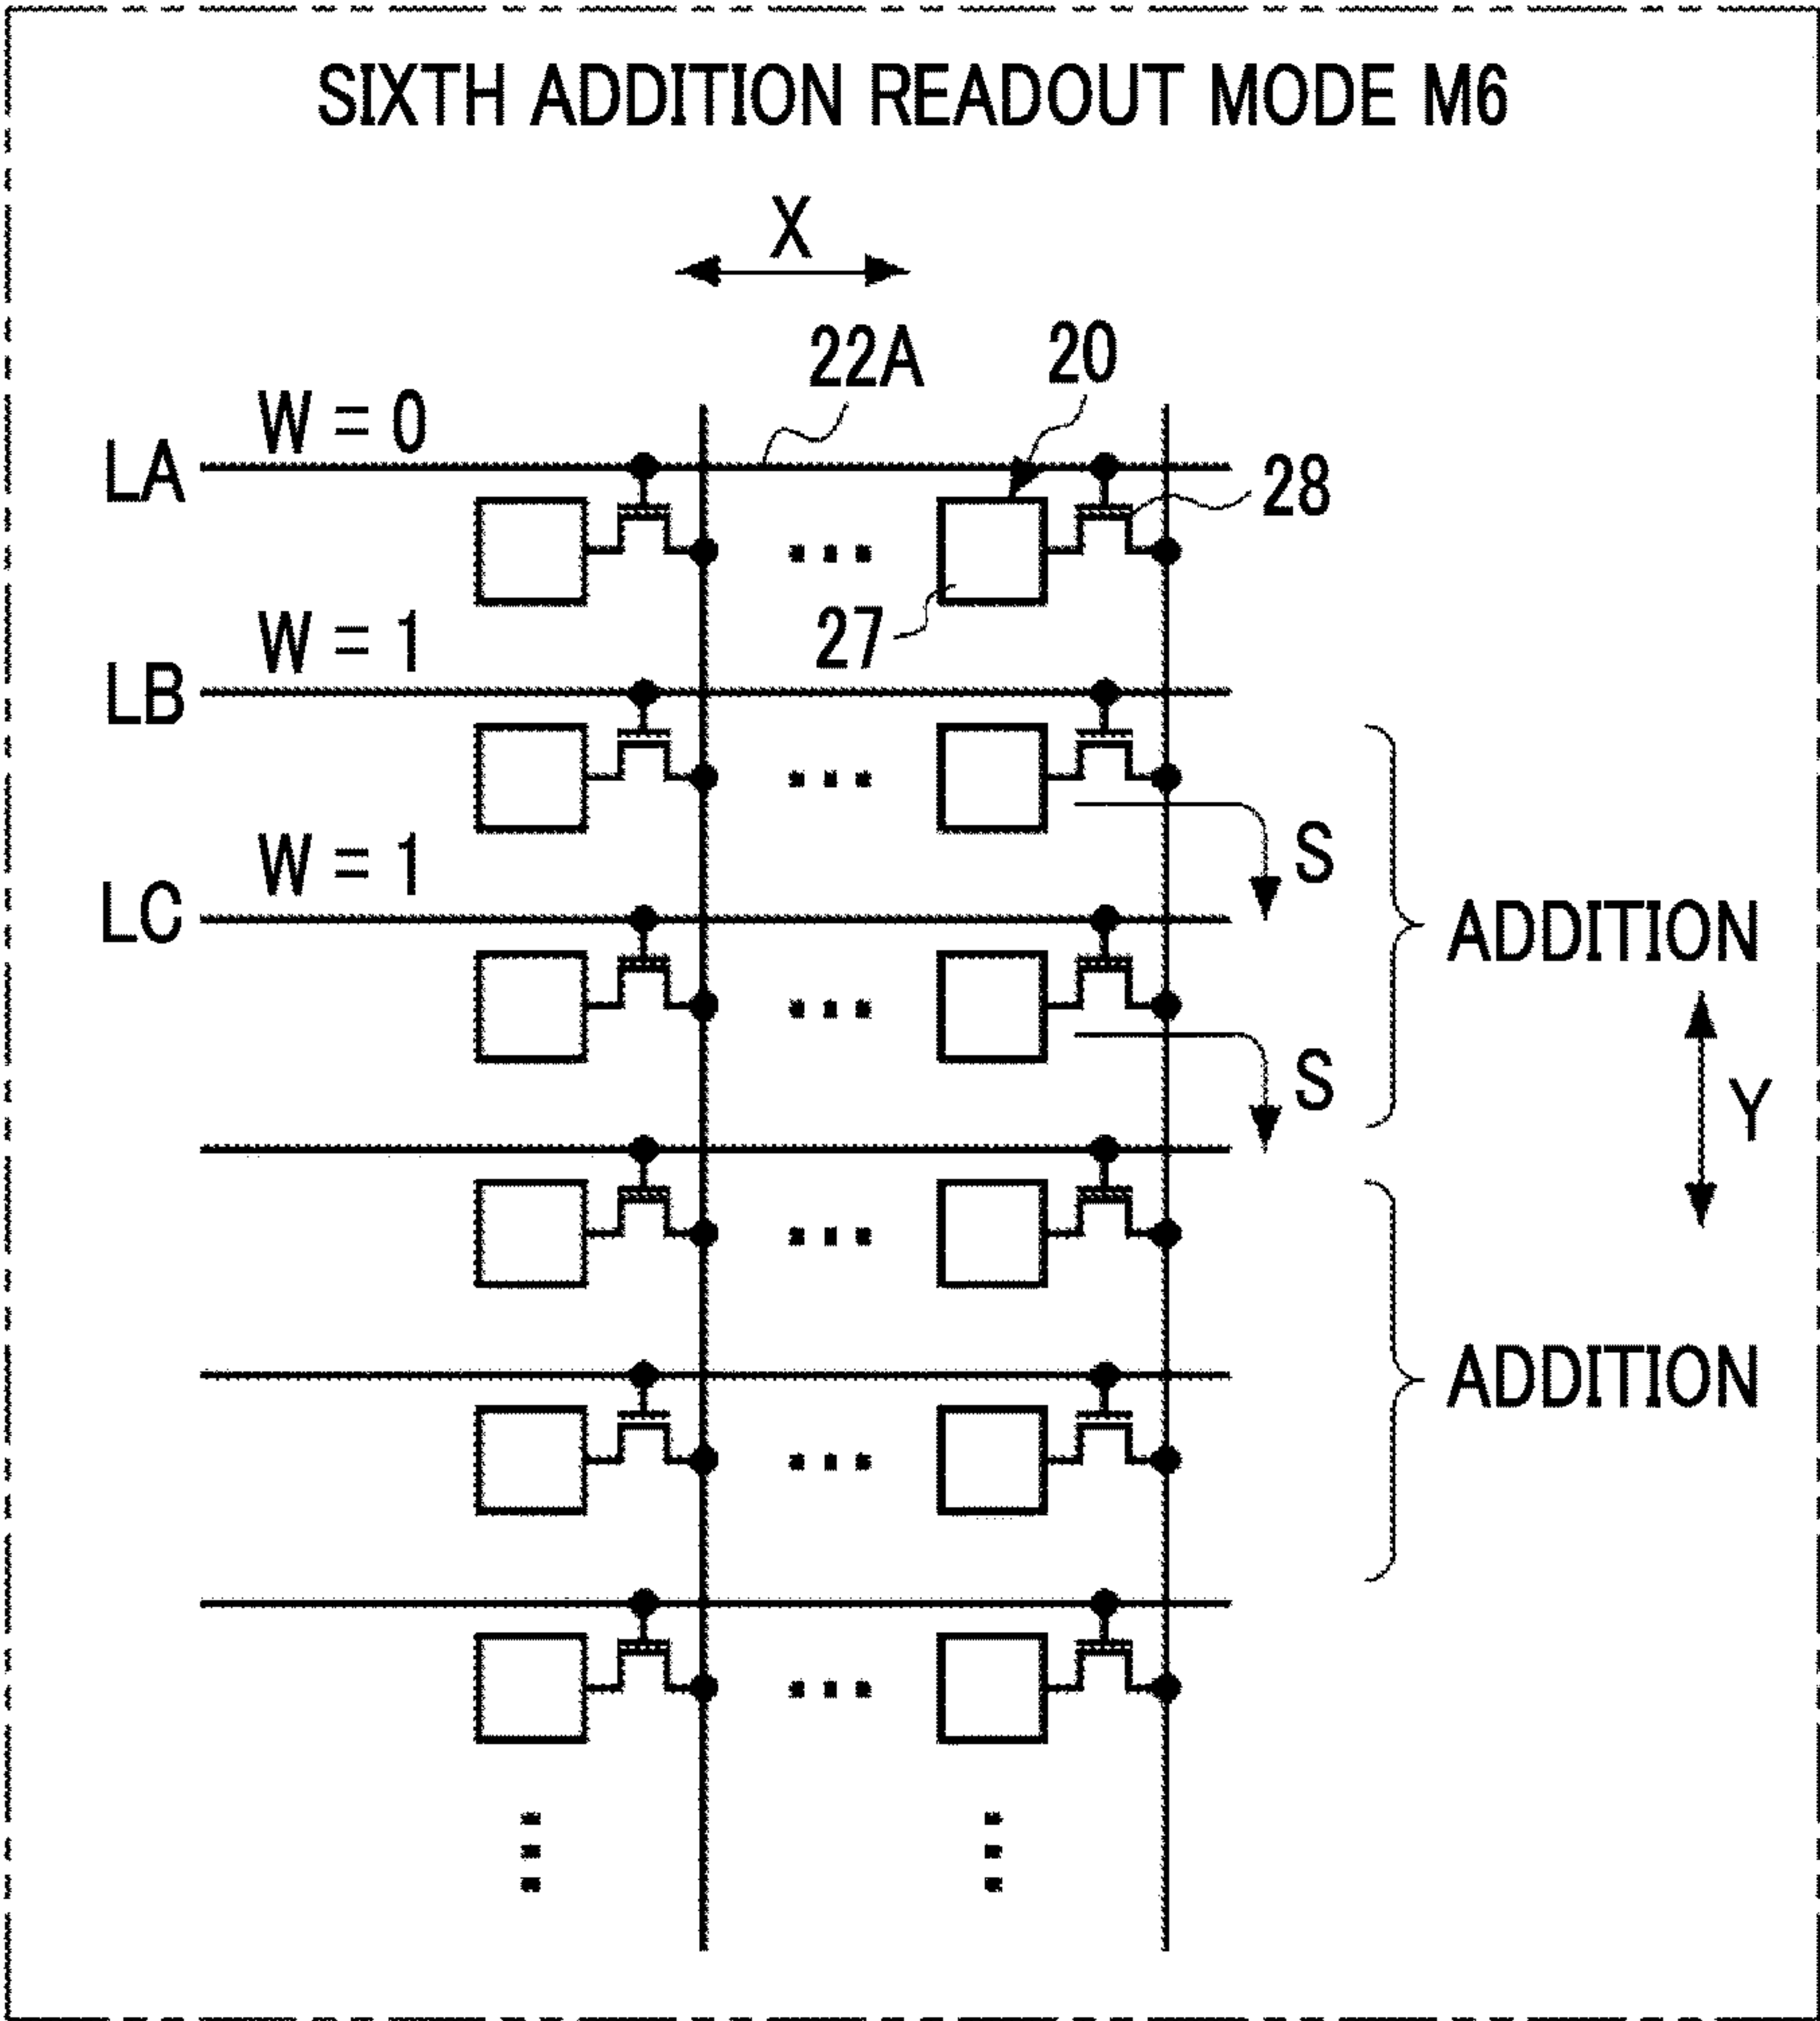 SIXTH ADDITION READOUT MODE M6
X
22A
20
W = 0
LA
28
27
W = 1
LB
S
W = 1
LC
ADDITION
S
Y
ADDITION